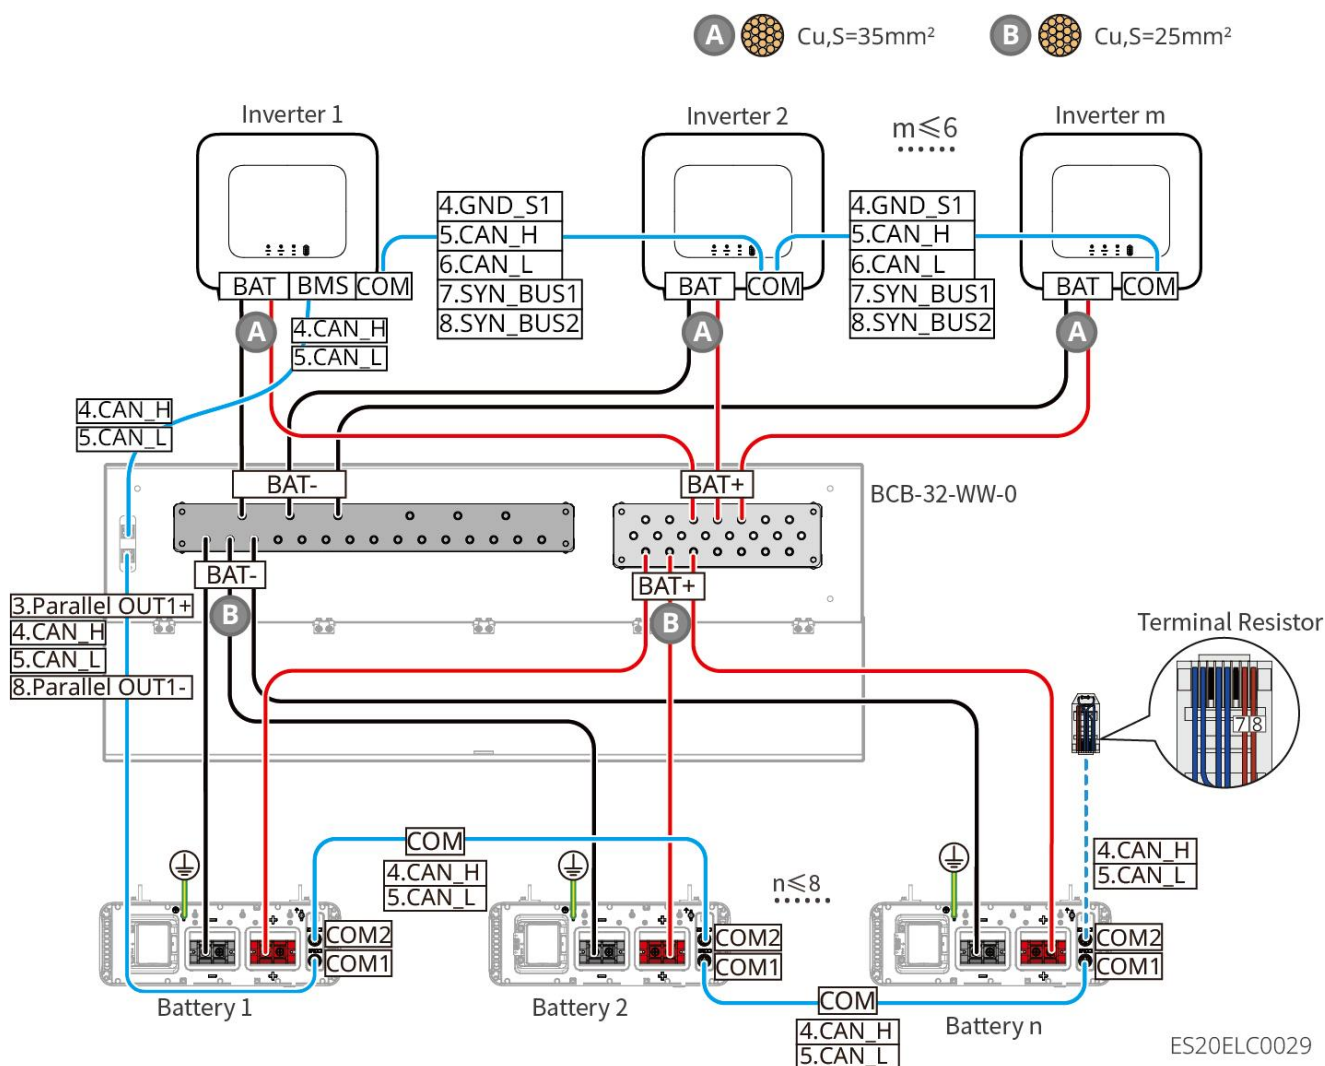 A Cu,S=35mm²
B Cu,S=25mm²
Inverter 1
Inverter 2
m≤6
Inverter m
4.GND_S1
5.CAN_H
6.CAN_L
7.SYN_BUS1
8.SYN_BUS2
4.GND_S1
5.CAN_H
6.CAN_L
7.SYN_BUS1
8.SYN_BUS2
BAT
BMS
COM
BAT
COM
BAT
COM
A
A
A
4.CAN_H
5.CAN_L
4.CAN_H
5.CAN_L
BAT-
BAT+
BCB-32-WW-0
BAT-
BAT+
B
B
3.Parallel OUT1+
4.CAN_H
5.CAN_L
8.Parallel OUT1-
Terminal Resistor
7 8
COM
4.CAN_H
5.CAN_L
n≤8
4.CAN_H
5.CAN_L
COM2
COM1
COM2
COM1
COM2
COM1
Battery 1
Battery 2
Battery n
COM
4.CAN_H
5.CAN_L
ES20ELC0029